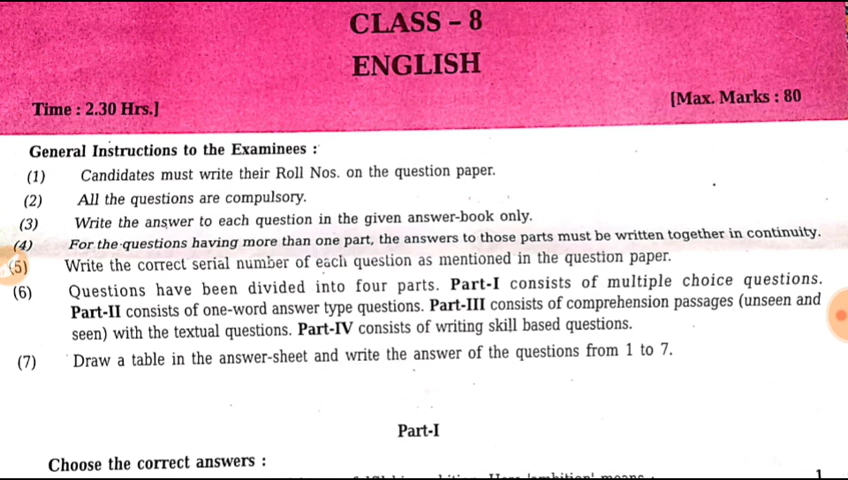 CLASS – 8
ENGLISH
Time : 2.30 Hrs.] [Max. Marks : 80
General Instructions to the Examinees :
(1) Candidates must write their Roll Nos. on the question paper.
(2) All the questions are compulsory.
(3) Write the answer to each question in the given answer-book only.
(4) For the questions having more than one part, the answers to those parts must be written together in continuity.
(5) Write the correct serial number of each question as mentioned in the question paper.
(6) Questions have been divided into four parts. Part-I consists of multiple choice questions.
Part-II consists of one-word answer type questions. Part-III consists of comprehension passages (unseen and
seen) with the textual questions. Part-IV consists of writing skill based questions.
(7) Draw a table in the answer-sheet and write the answer of the questions from 1 to 7.
Part-I
Choose the correct answers :
'ambition' means 1